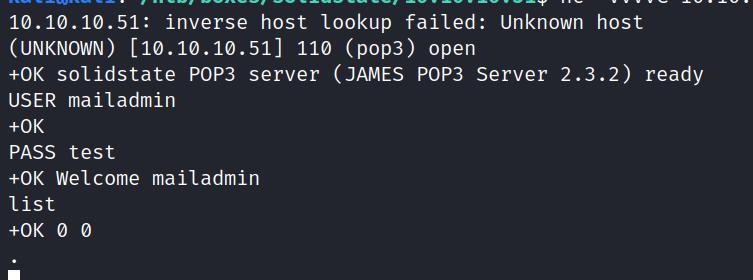 10.10.10.51: inverse host lookup failed: Unknown host
(UNKNOWN) [10.10.10.51] 110 (pop3) open
+OK solidstate POP3 server (JAMES POP3 Server 2.3.2) ready
USER mailadmin
+OK
PASS test
+OK Welcome mailadmin
list
+OK 0 0
.